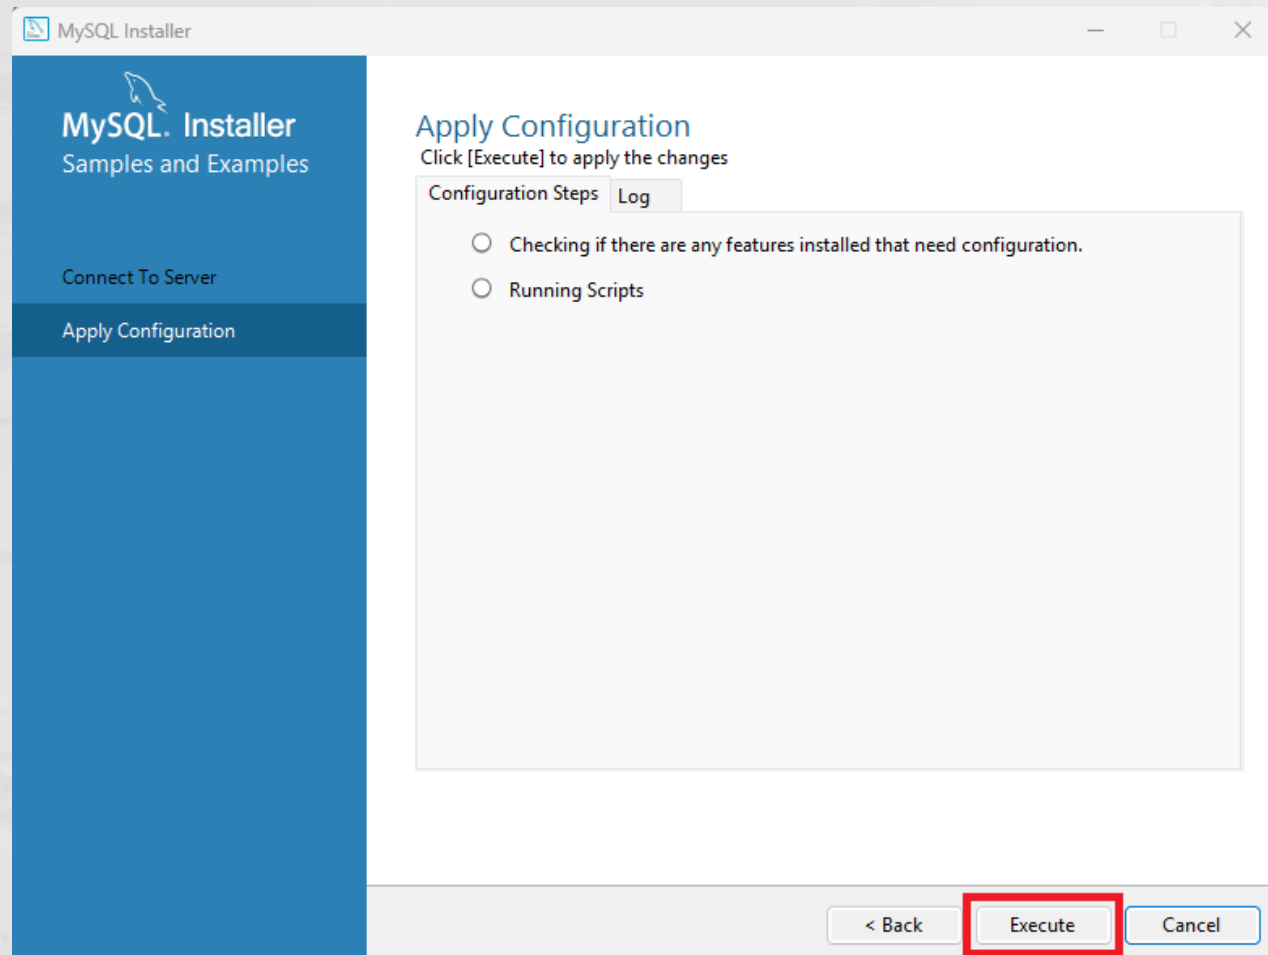 MySQL Installer
MySQL. Installer
Samples and Examples
Connect To Server
Apply Configuration
Apply Configuration
Click [Execute] to apply the changes
Configuration Steps
Log
Checking if there are any features installed that need configuration.
Running Scripts
< Back
Execute
Cancel